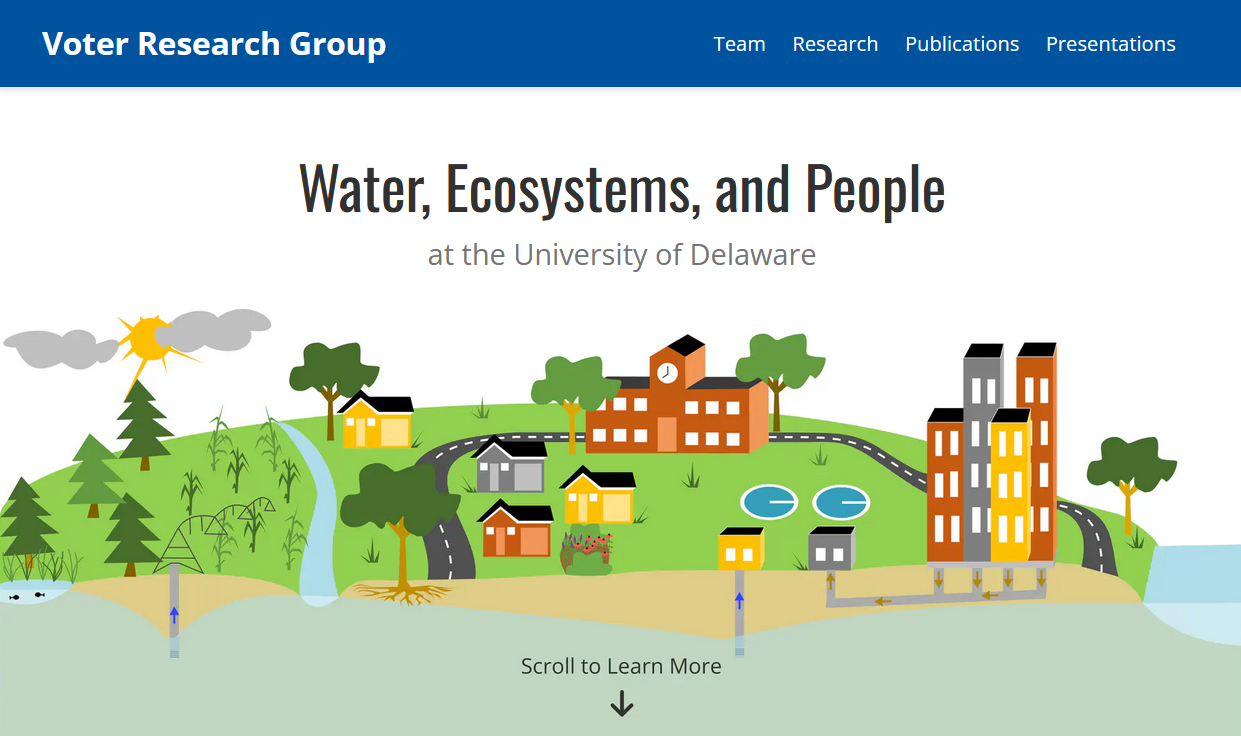 Voter Research Group
Team Research Publications Presentations
Water, Ecosystems, and People
at the University of Delaware
Scroll to Learn More